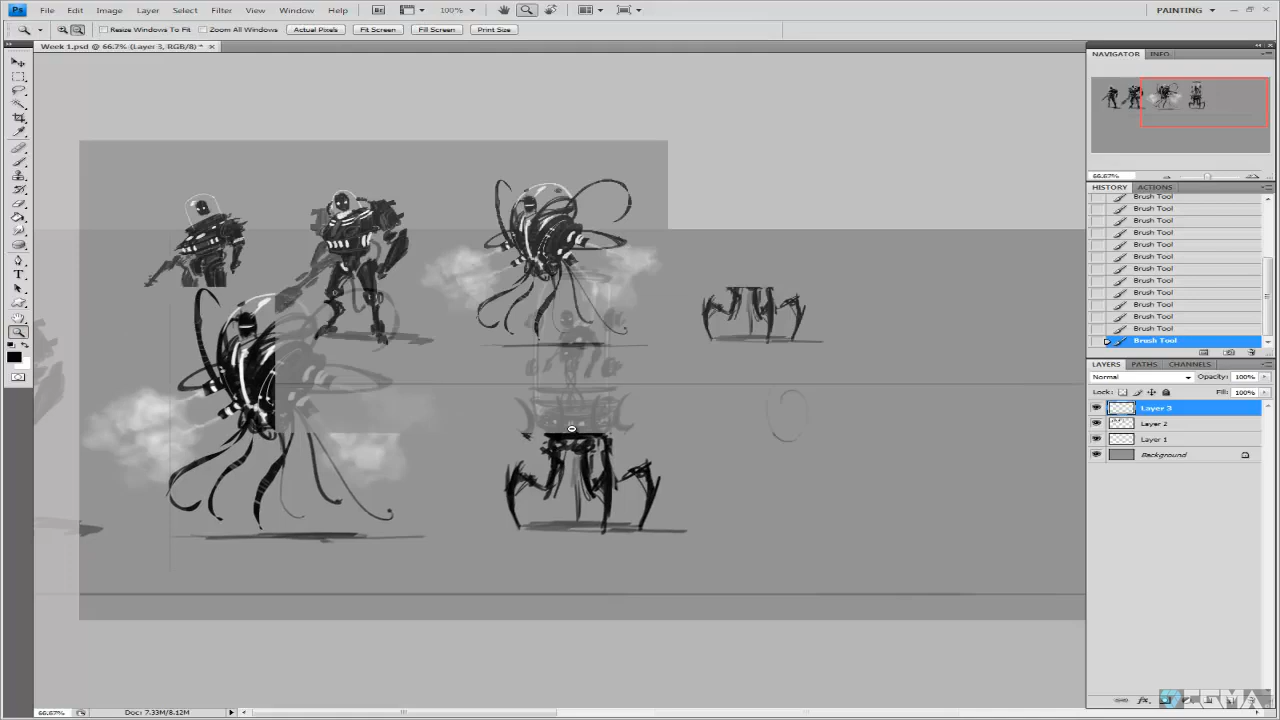 Ps File Edit Image Layer Select Filter View Window Help Br 100% PAINTING
Resize Windows To Fit Zoom All Windows Actual Pixels Fit Screen Fill Screen Print Size
Week 1.psd @ 66.7% (Layer 3, RGB/8) *
NAVIGATOR INFO
66.67%
HISTORY ACTIONS
Brush Tool
Brush Tool
Brush Tool
Brush Tool
Brush Tool
Brush Tool
Brush Tool
Brush Tool
Brush Tool
Brush Tool
Brush Tool
Brush Tool
Brush Tool
LAYERS PATHS CHANNELS
Normal Opacity: 100%
Lock: Fill: 100%
Layer 3
Layer 2
Layer 1
Background
66.67% Doc: 7.33M/8.12M